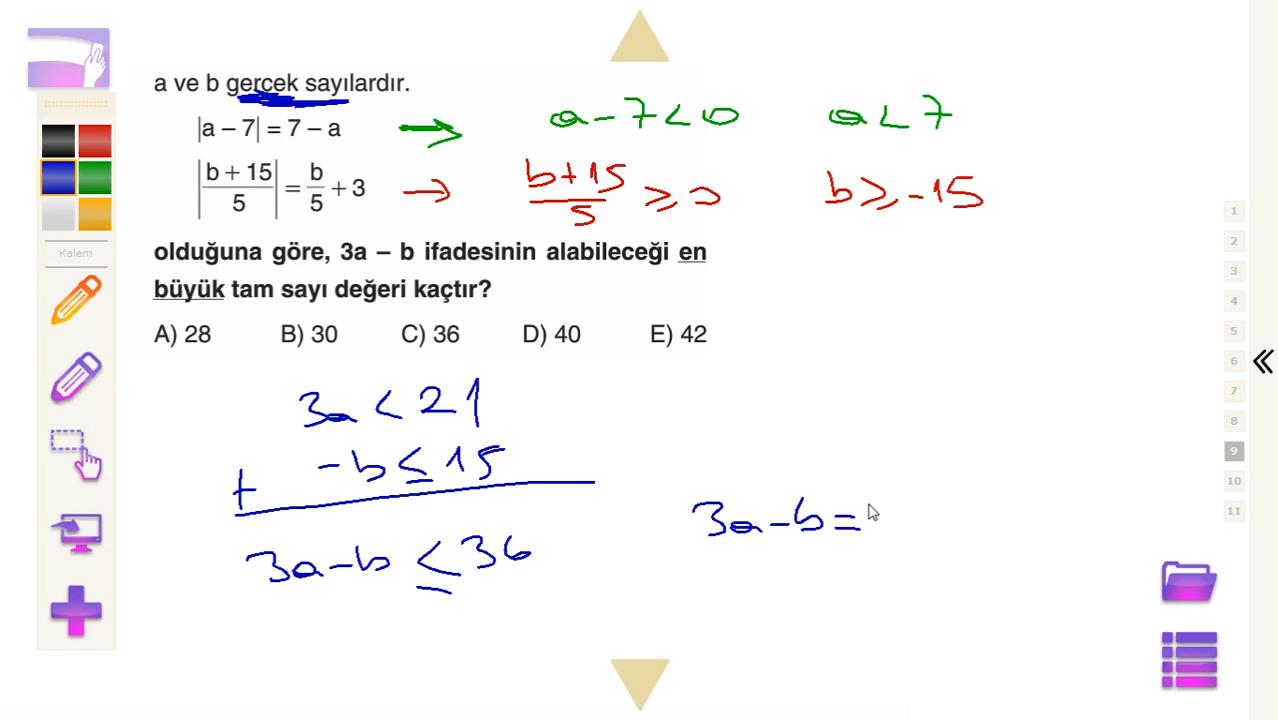 a ve b gerçek sayılardır.
|a − 7| = 7 − a → a − 7 < 0 a < 7
|b + 15 / 5| = b/5 + 3 → b+15 / 5 ≥ 0 b ≥ -15
olduğuna göre, 3a − b ifadesinin alabileceği en
büyük tam sayı değeri kaçtır?
A) 28 B) 30 C) 36 D) 40 E) 42
3a < 21
+ -b ≤ 15
3a - b ≤ 36
3a - b =
Kalem
1
2
3
4
5
6
7
8
9
10
11